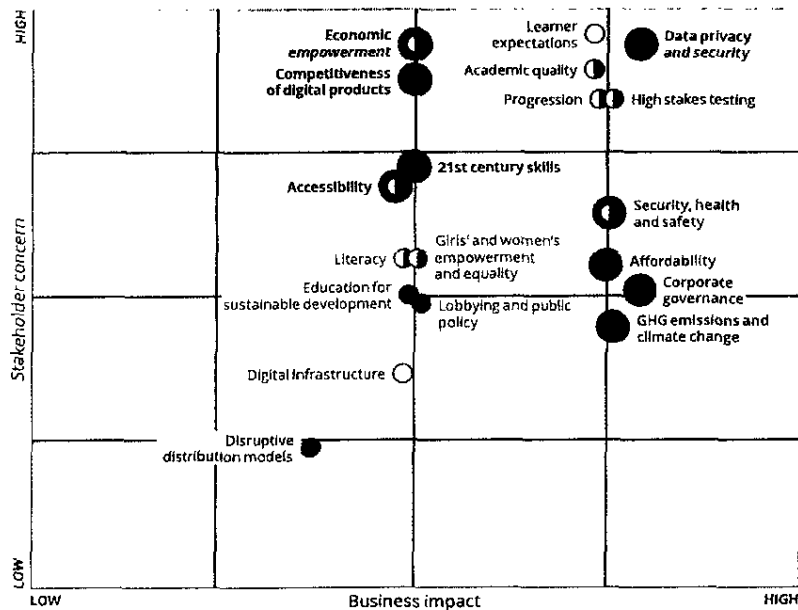 HIGH
Economic
empowerment
Competitiveness
of digital products
Learner
expectations
Data privacy
and security
Academic quality
Progression
High stakes testing
21st century skills
Accessibility
Security, health
and safety
Literacy
Girls' and women's
empowerment
and equality
Affordability
Education for
sustainable development
Lobbying and public
policy
Corporate
governance
GHG emissions and
climate change
Digital Infrastructure
Disruptive
distribution models
Stakeholder concern
LOW
LOW
Business impact
HIGH